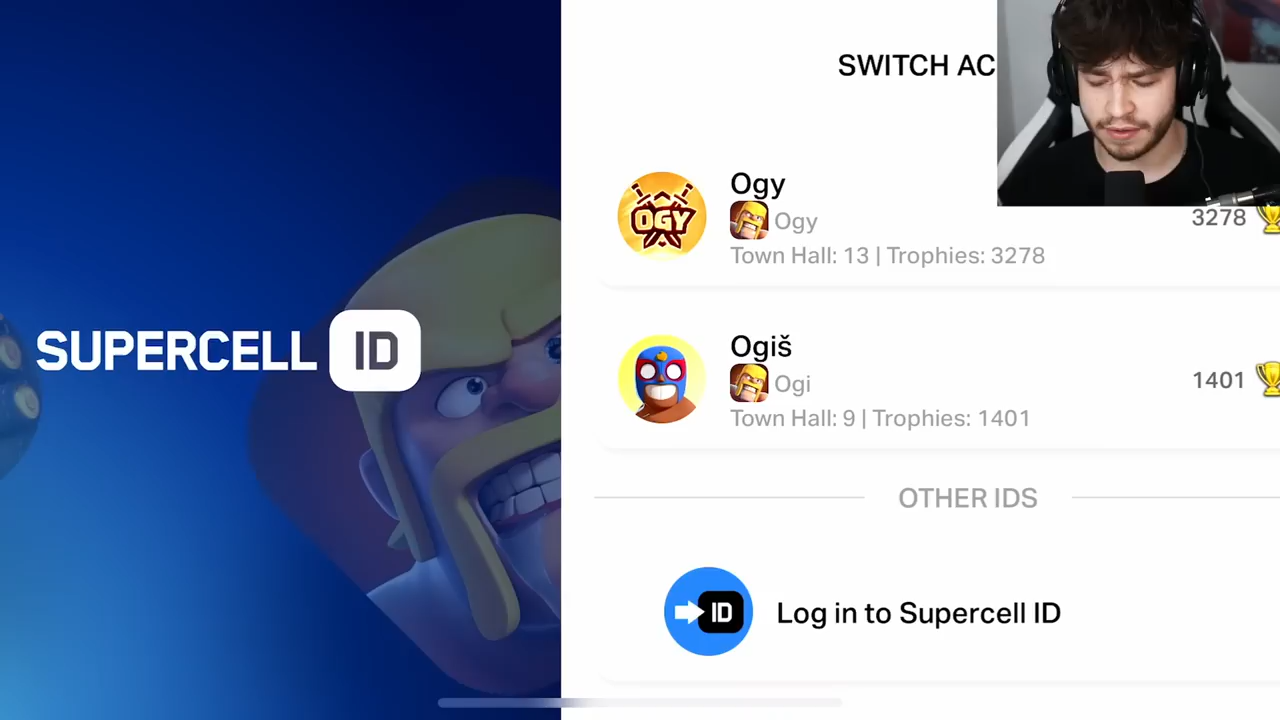 SUPERCELL ID
SWITCH AC
OGY
Ogy
Ogy
3278
Town Hall: 13 | Trophies: 3278
Ogiš
Ogi
1401
Town Hall: 9 | Trophies: 1401
OTHER IDS
ID
Log in to Supercell ID